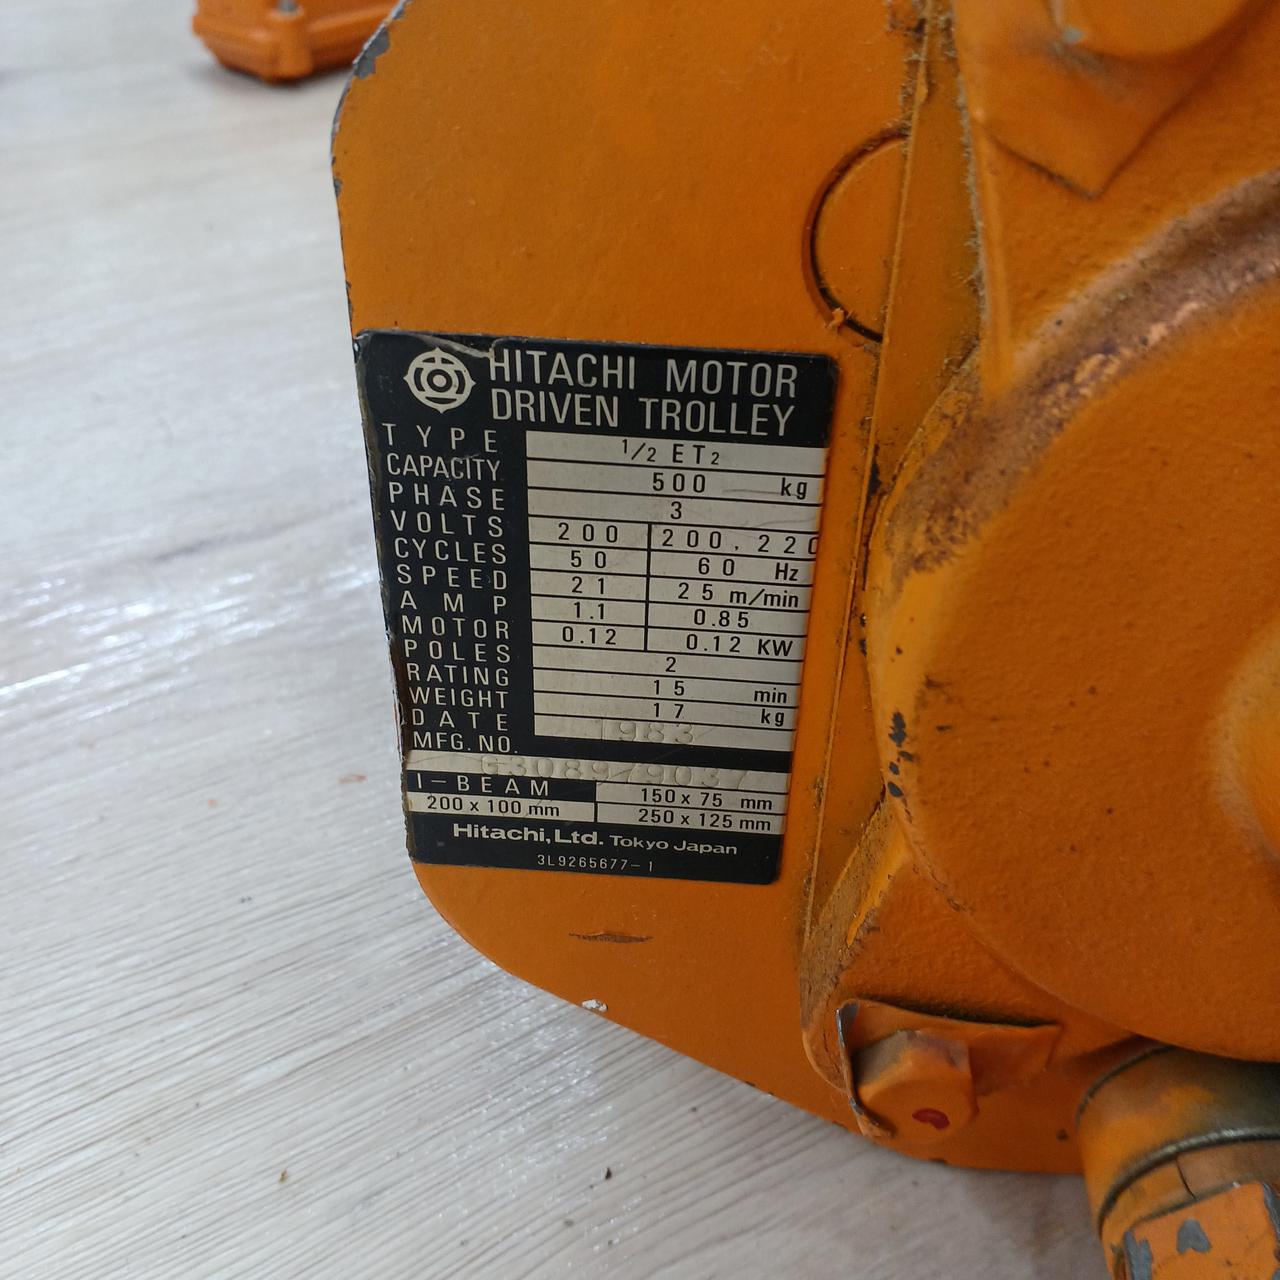 HITACHI MOTOR
DRIVEN TROLLEY
TYPE 1/2 ET2
CAPACITY 500 kg
PHASE 3
VOLTS 200 200, 220
CYCLES 50 60 Hz
SPEED 21 25 m/min
AMP 1.1 0.85
MOTOR 0.12 0.12 KW
POLES 2
RATING 15 min
WEIGHT 17 kg
DATE 1983
MFG. NO.
I-BEAM 150 x 75 mm
200 x 100 mm 250 x 125 mm
Hitachi, Ltd. Tokyo Japan
3L9265677-1